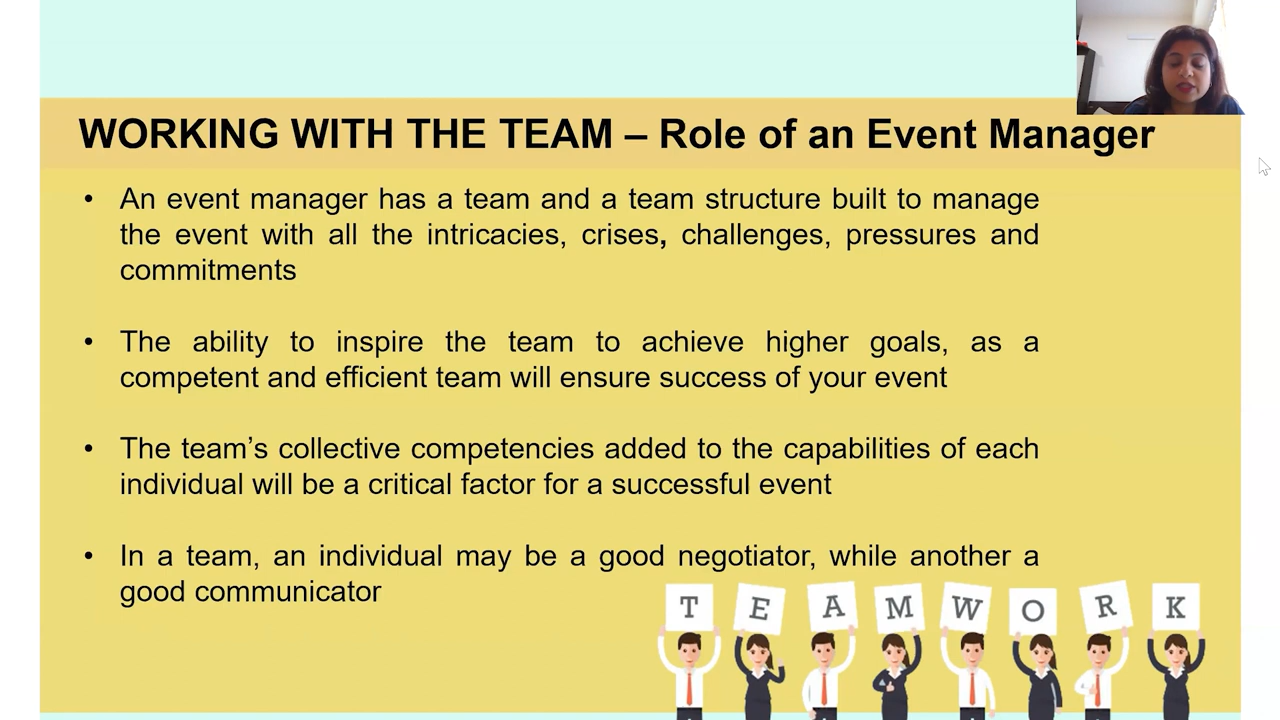 WORKING WITH THE TEAM – Role of an Event Manager
• An event manager has a team and a team structure built to manage
the event with all the intricacies, crises, challenges, pressures and
commitments
• The ability to inspire the team to achieve higher goals, as a
competent and efficient team will ensure success of your event
• The team's collective competencies added to the capabilities of each
individual will be a critical factor for a successful event
• In a team, an individual may be a good negotiator, while another a
good communicator
T E A M W O R K